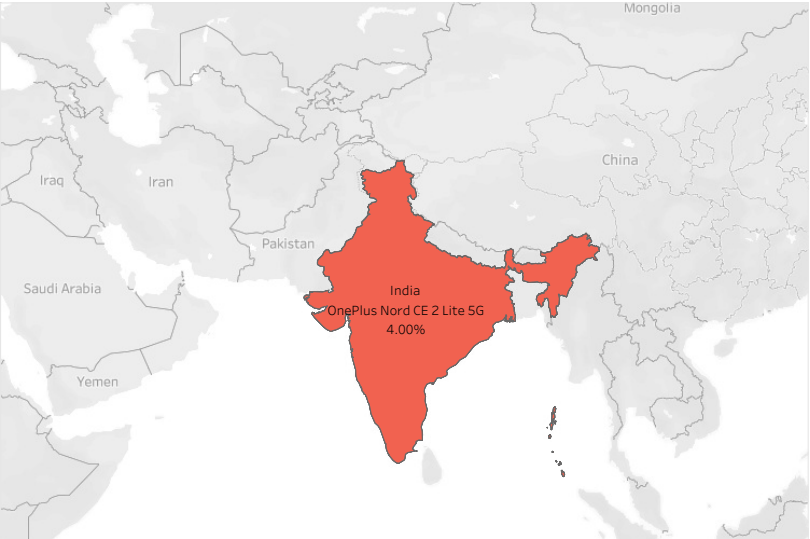 Mongolia
China
Iraq
Iran
Pakistan
Saudi Arabia
India
OnePlus Nord CE 2 Lite 5G
4.00%
Yemen